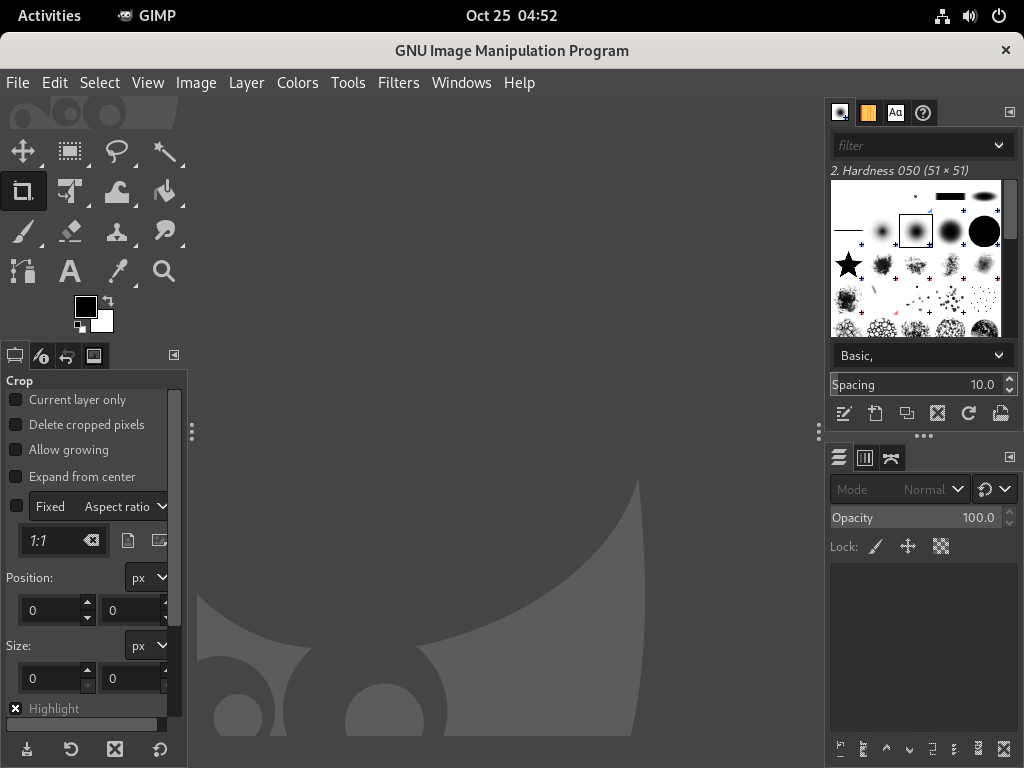 Activities
GIMP
Oct 25 04:52
GNU Image Manipulation Program
File Edit Select View Image Layer Colors Tools Filters Windows Help
Aa
filter
2. Hardness 050 (51 × 51)
Basic,
Spacing 10.0
A
Crop
Current layer only
Delete cropped pixels
Allow growing
Expand from center
Fixed Aspect ratio
1:1
Position: px
0 0
Size: px
0 0
Highlight
Mode Normal
Opacity 100.0
Lock: